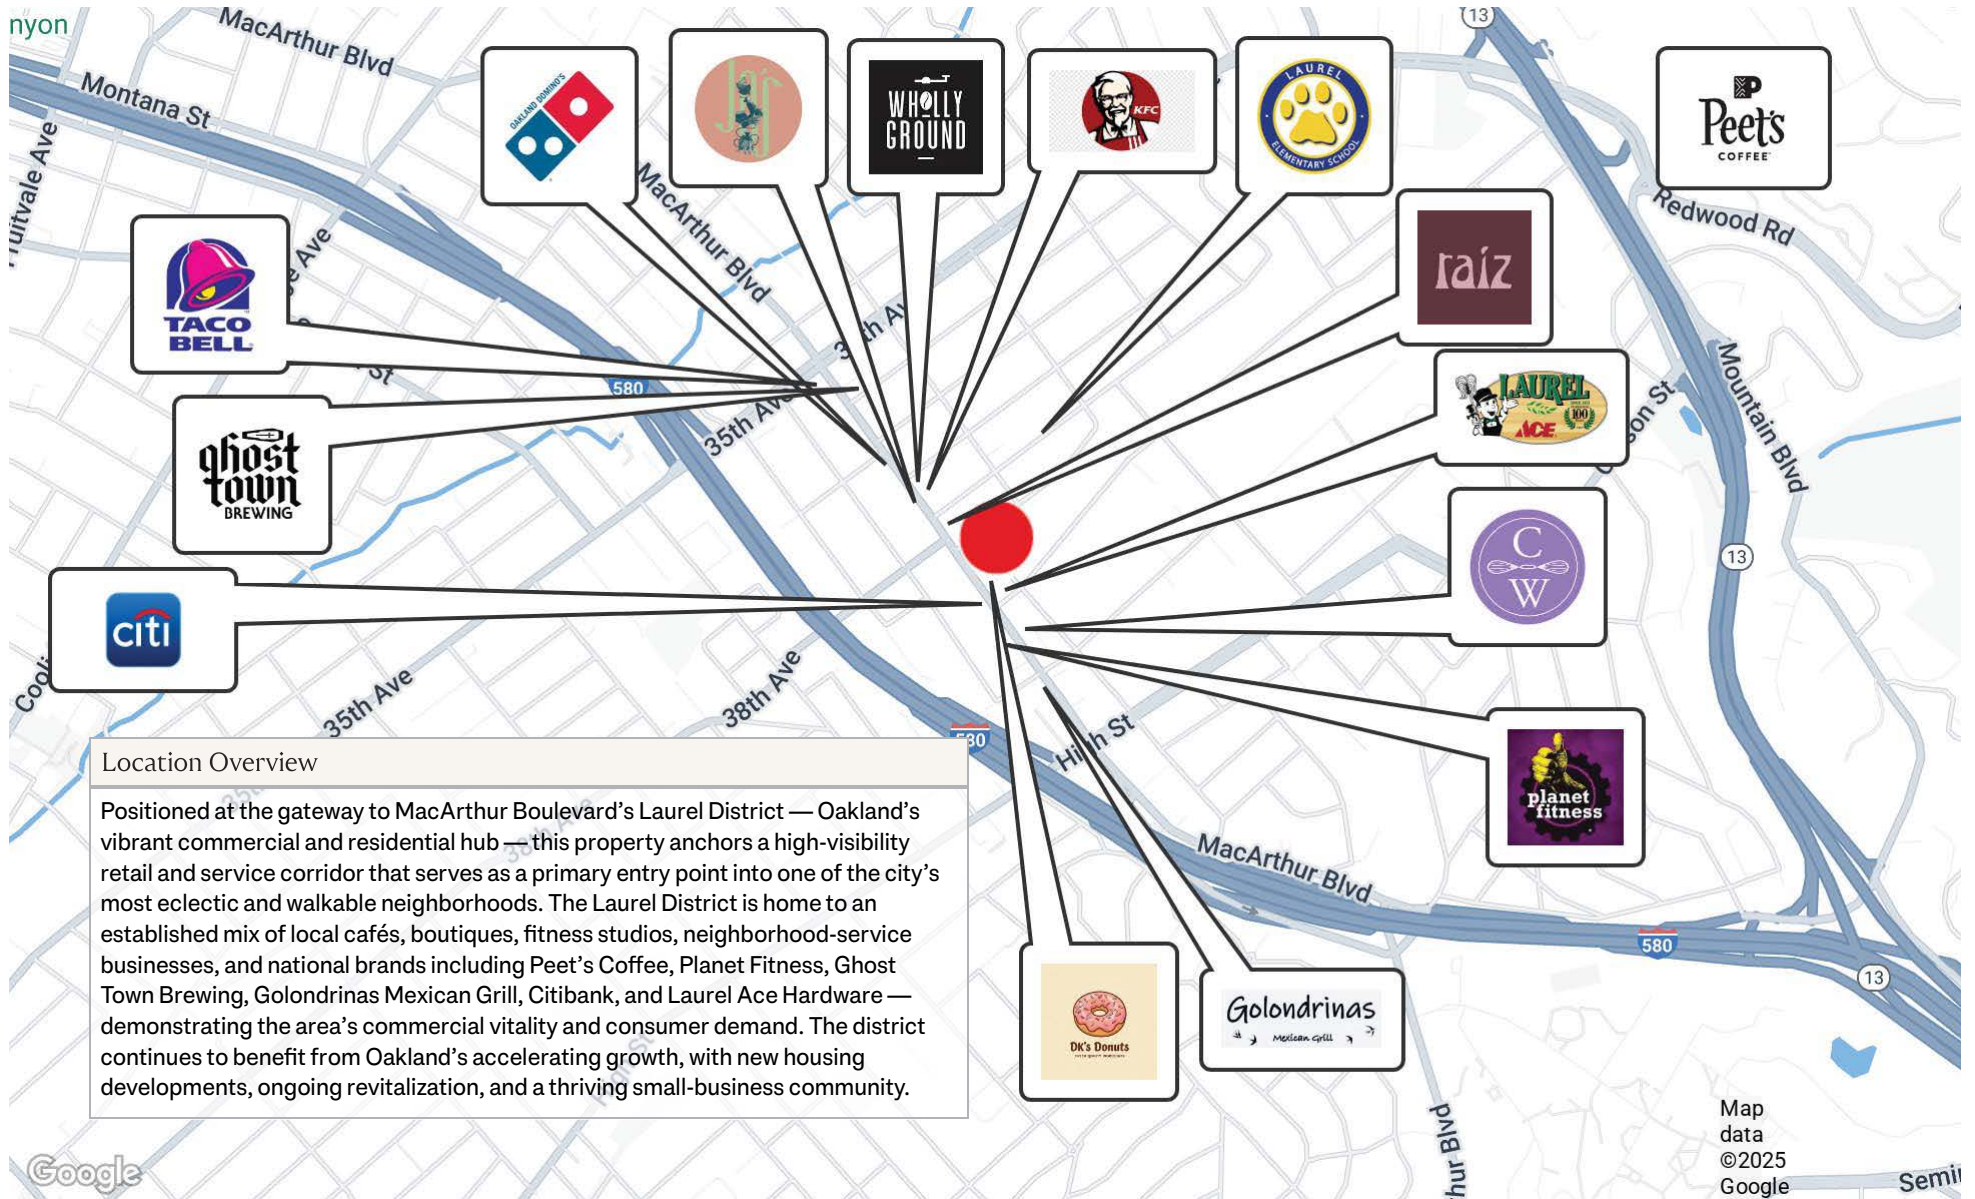 nyon
MacArthur Blvd
Montana St
13
OAKLAND DOMINO'S
Jo's
WHOLLY
GROUND
KFC
LAUREL
ELEMENTARY SCHOOL
P
Peet's
COFFEE
Redwood Rd
MacArthur Blvd
raíz
TACO
BELL
St
580
35th Ave
LAUREL
100
ACE
Mountain Blvd
ghost
town
BREWING
C
W
13
citi
35th Ave
38th Ave
580
High St
planet
fitness
MacArthur Blvd
580
13
Location Overview
Positioned at the gateway to MacArthur Boulevard's Laurel District — Oakland's
vibrant commercial and residential hub — this property anchors a high-visibility
retail and service corridor that serves as a primary entry point into one of the city's
most eclectic and walkable neighborhoods. The Laurel District is home to an
established mix of local cafés, boutiques, fitness studios, neighborhood-service
businesses, and national brands including Peet's Coffee, Planet Fitness, Ghost
Town Brewing, Golondrinas Mexican Grill, Citibank, and Laurel Ace Hardware —
demonstrating the area's commercial vitality and consumer demand. The district
continues to benefit from Oakland's accelerating growth, with new housing
developments, ongoing revitalization, and a thriving small-business community.
DK's Donuts
Golondrinas
Mexican Grill
hur Blvd
Map
data
©2025
Google
Semin
Google